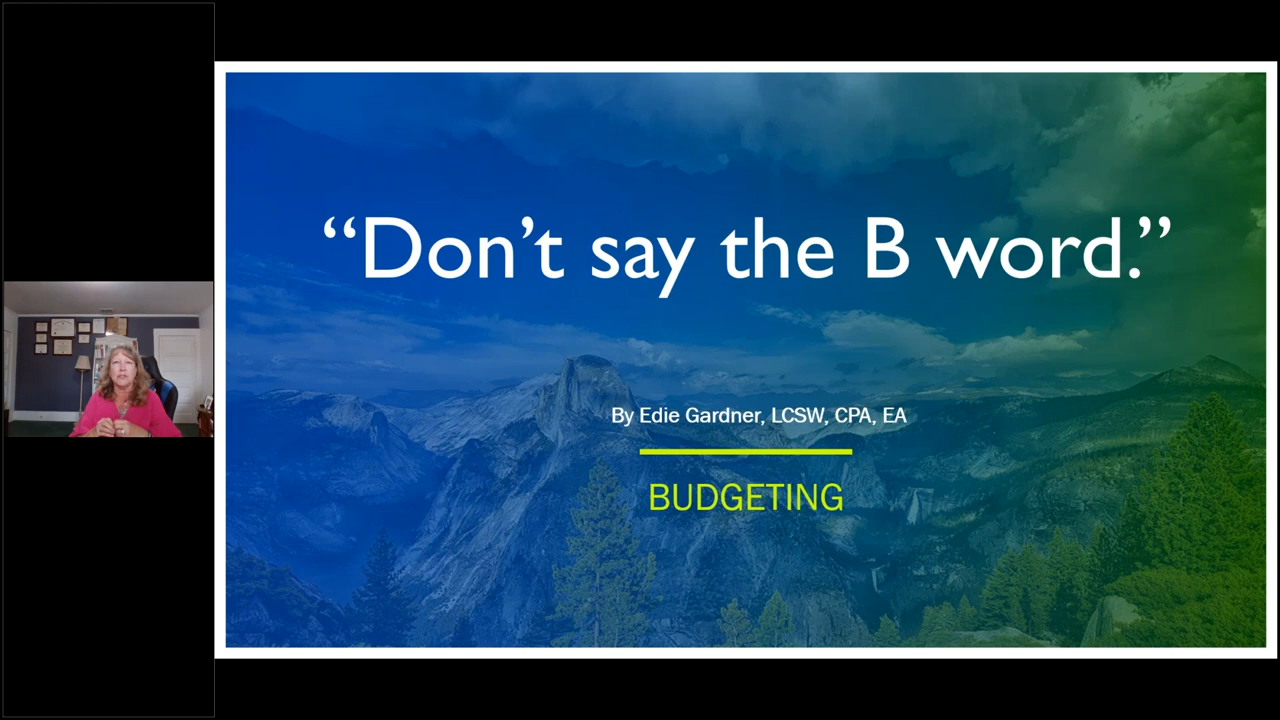 “Don’t say the B word.”
By Edie Gardner, LCSW, CPA, EA
BUDGETING